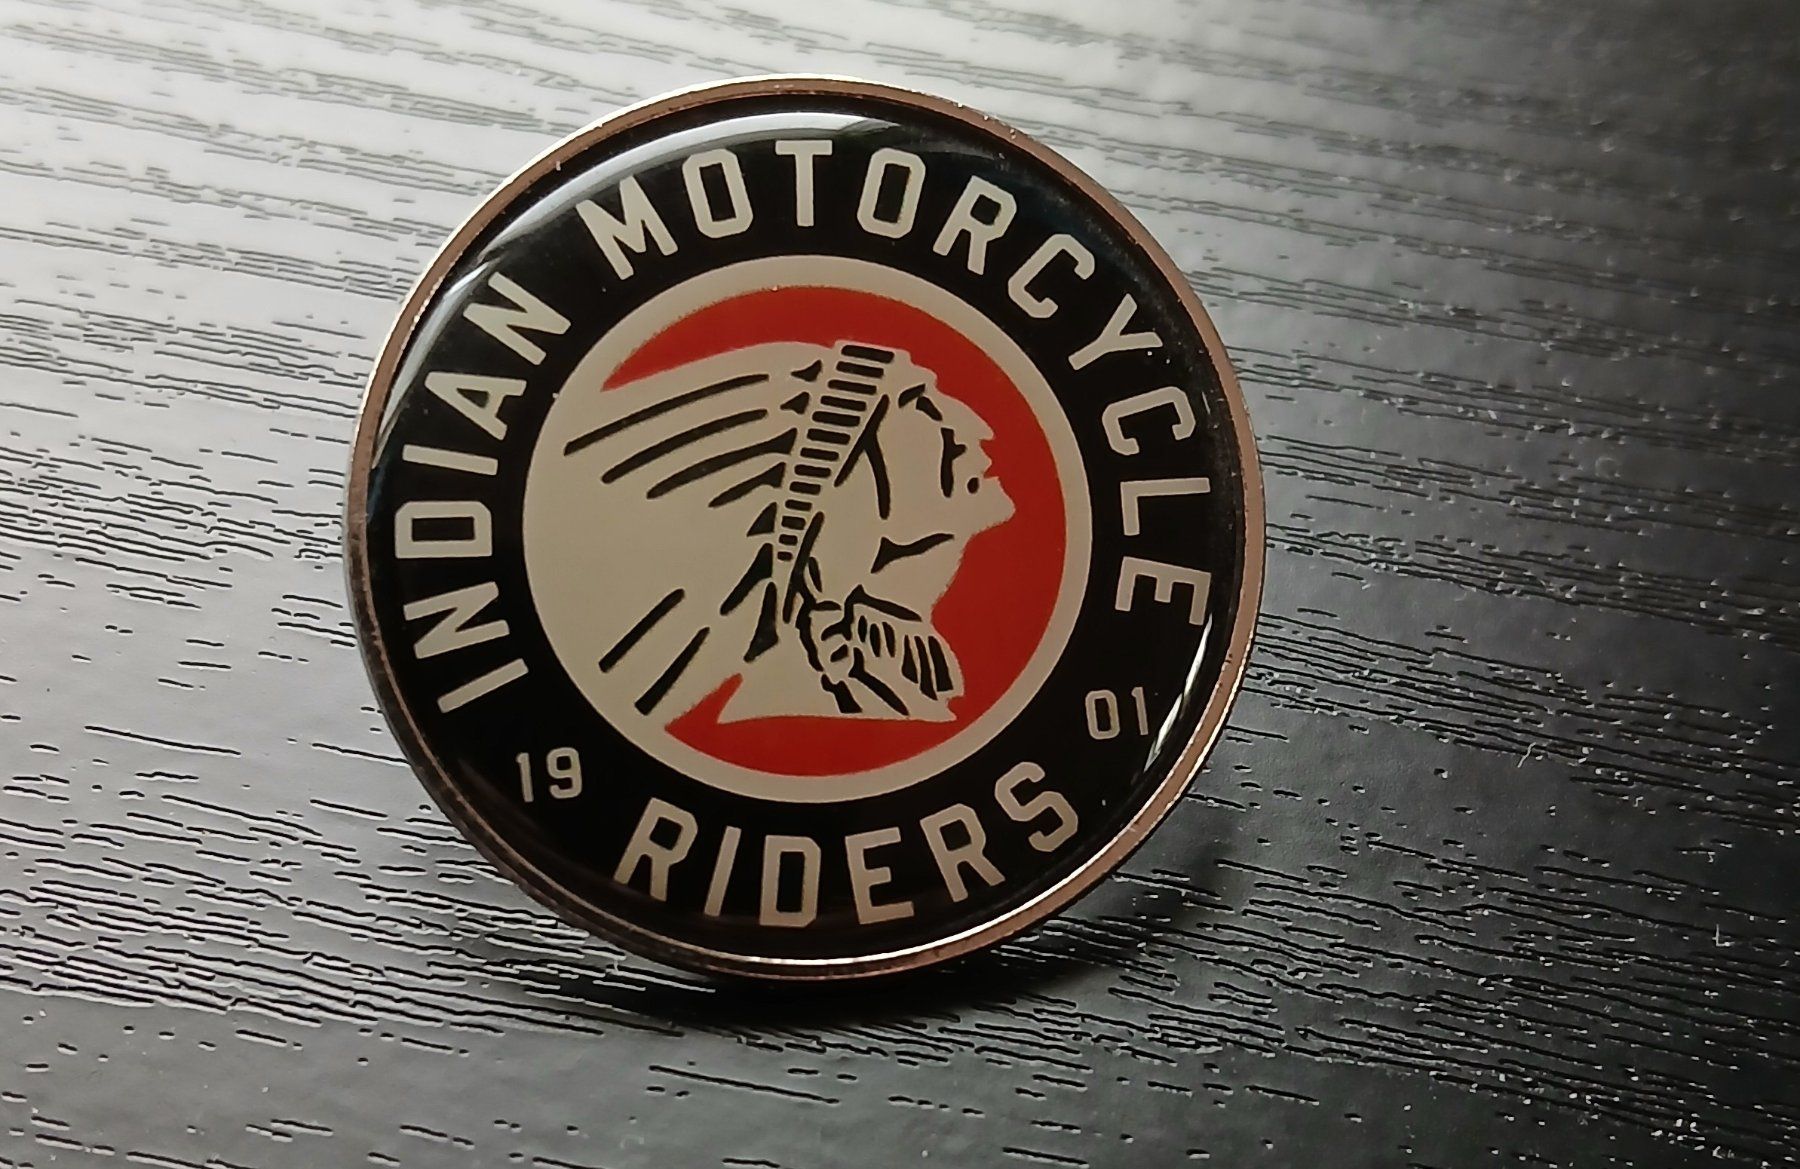 INDIAN MOTORCYCLE
19 01
RIDERS